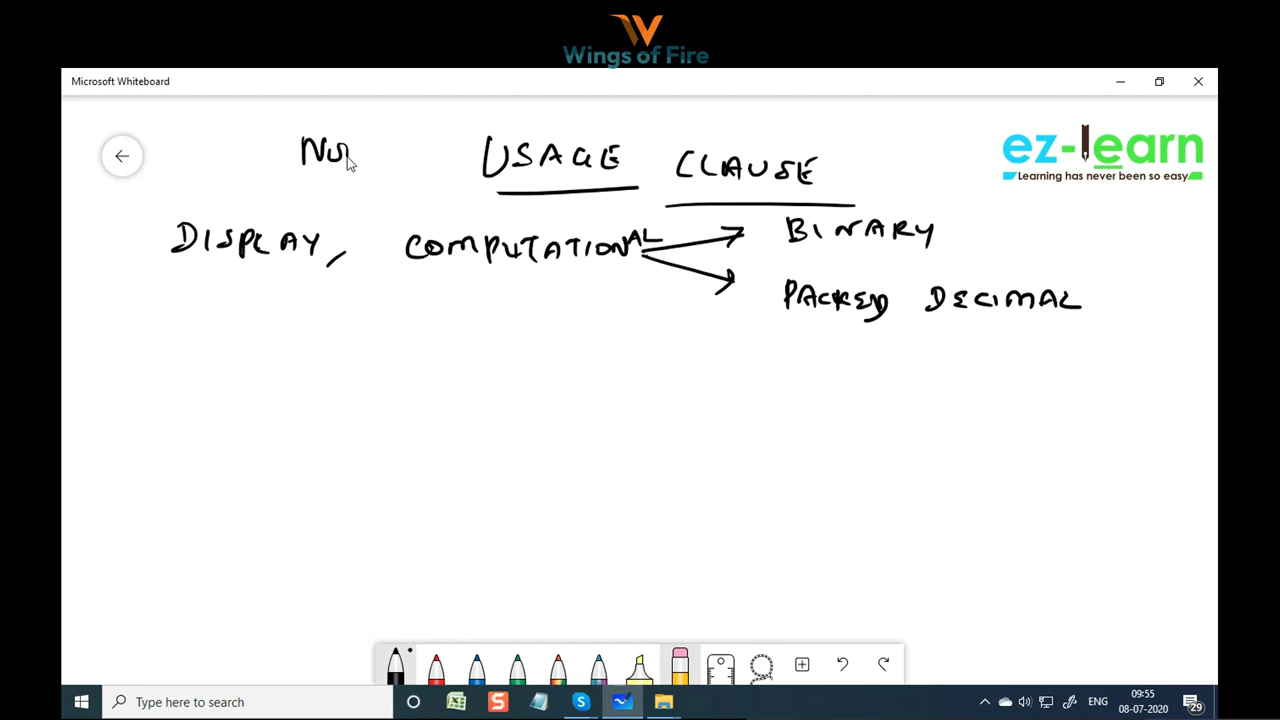 Wings of Fire
Microsoft Whiteboard
NU
USAGE CLAUSE
ez-learn
Learning has never been so easy
DISPLAY, COMPUTATIONAL
BINARY
PACKED DECIMAL
Type here to search
ENG
09:55
08-07-2020
29